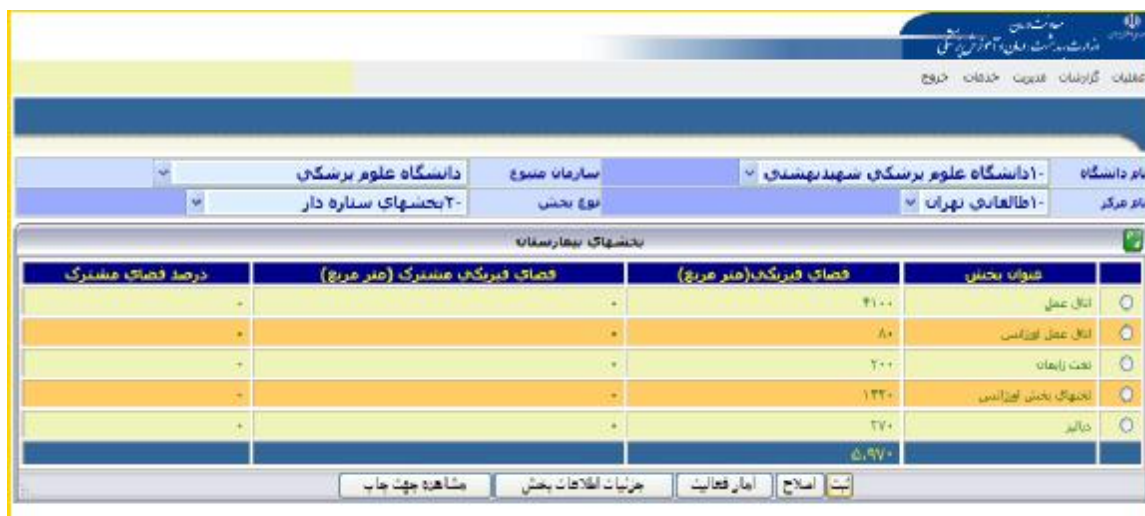 معاونت درمان
وزارت بهداشت، درمان و آموزش پزشکی
عملیات گزارشات مدیریت خدمات خروج
نام دانشگاه ۱-دانشگاه علوم پزشکی شهیدبهشتی سازمان متبوع دانشگاه علوم پزشکی
نام مرکز ۱-طالقانی تهران نوع بخش ۲-بخشهای ستاره دار
بخشهای بیمارستان
عنوان بخش فضای فیزیکی(متر مربع) فضای فیزیکی مشترک (متر مربع) درصد فضای مشترک
اتاق عمل ۴۱۰۰ ۰ ۰
اتاق عمل اورژانس ۸۰ ۰ ۰
تخت زایمان ۲۰۰ ۰ ۰
تختهای بخش اورژانس ۱۳۲۰ ۰ ۰
دیالیز ۲۷۰ ۰ ۰
۵,۹۷۰
ثبت اصلاح آمار فعالیت جزئیات اطلاعات بخش مشاهده جهت چاپ